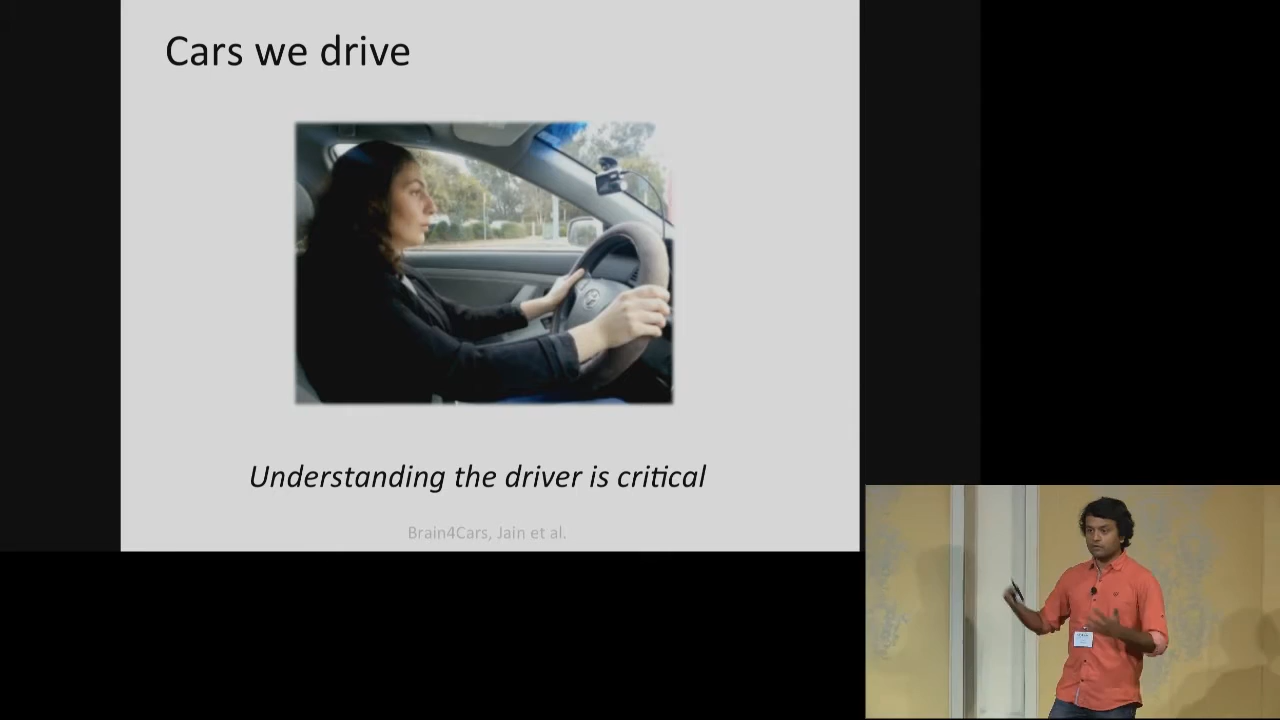 Cars we drive
Understanding the driver is critical
Brain4Cars, Jain et al.